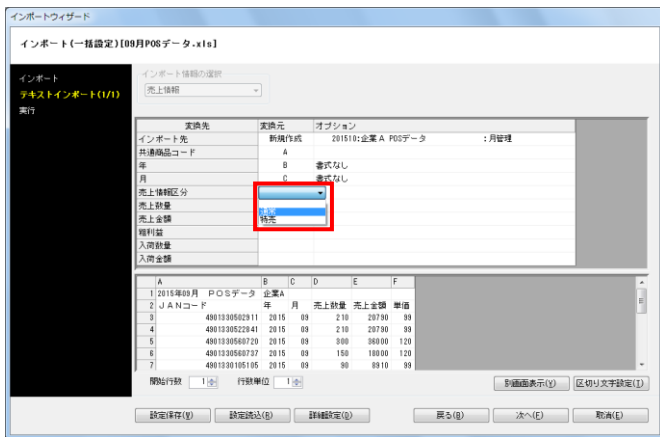 インポートウィザード
インポート(一括設定)[09月POSデータ.xls]
インポート
テキストインポート(1/1)
実行
インポート情報の選択
売上情報
変換先 変換元 オプション
インポート先 新規作成 201510:企業A POSデータ :月管理
共通商品コード A
年 B 書式なし
月 C 書式なし
売上情報区分
売上数量 通常
売上金額 特売
粗利益
入荷数量
入荷金額
A B C D E F
1 2015年09月 POSデータ 企業A
2 JANコード 年 月 売上数量 売上金額 単価
3 4901330502911 2015 09 210 20790 99
4 4901330522841 2015 09 210 20790 99
5 4901330560720 2015 09 300 36000 120
6 4901330560737 2015 09 150 18000 120
7 4901330105105 2015 09 90 8910 99
開始行数 1 行数単位 1 別画面表示(Y) 区切り文字設定(I)
設定保存(W) 設定読込(R) 詳細設定(D) 戻る(B) 次へ(F) 取消(E)